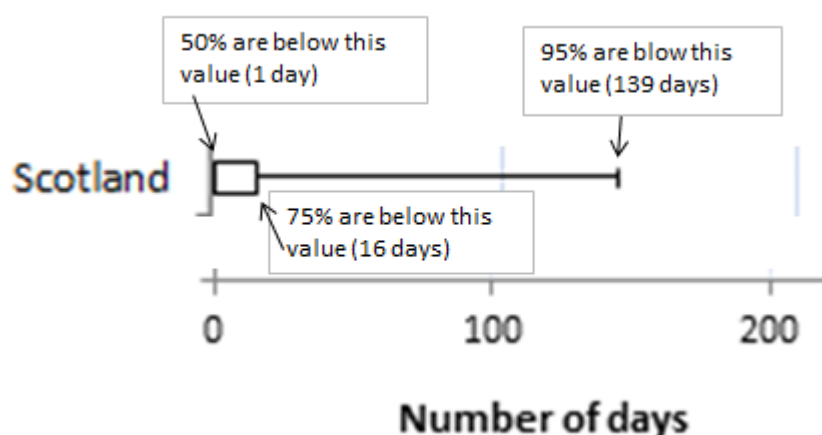 50% are below this
value (1 day)
95% are blow this
value (139 days)
Scotland
75% are below this
value (16 days)
0
100
200
Number of days